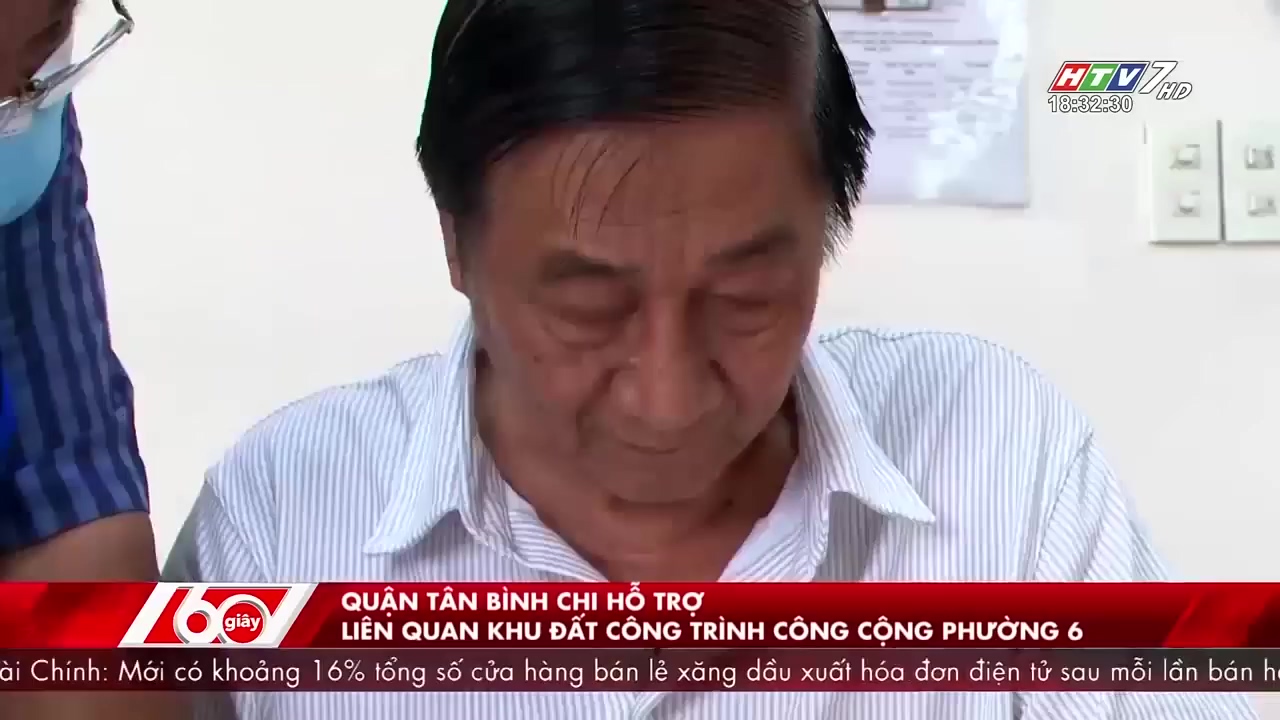 HTV7 HD
18:32:30
60 giây
QUẬN TÂN BÌNH CHI HỖ TRỢ
LIÊN QUAN KHU ĐẤT CÔNG TRÌNH CÔNG CỘNG PHƯỜNG 6
ài Chính: Mới có khoảng 16% tổng số cửa hàng bán lẻ xăng dầu xuất hóa đơn điện tử sau mỗi lần bán h